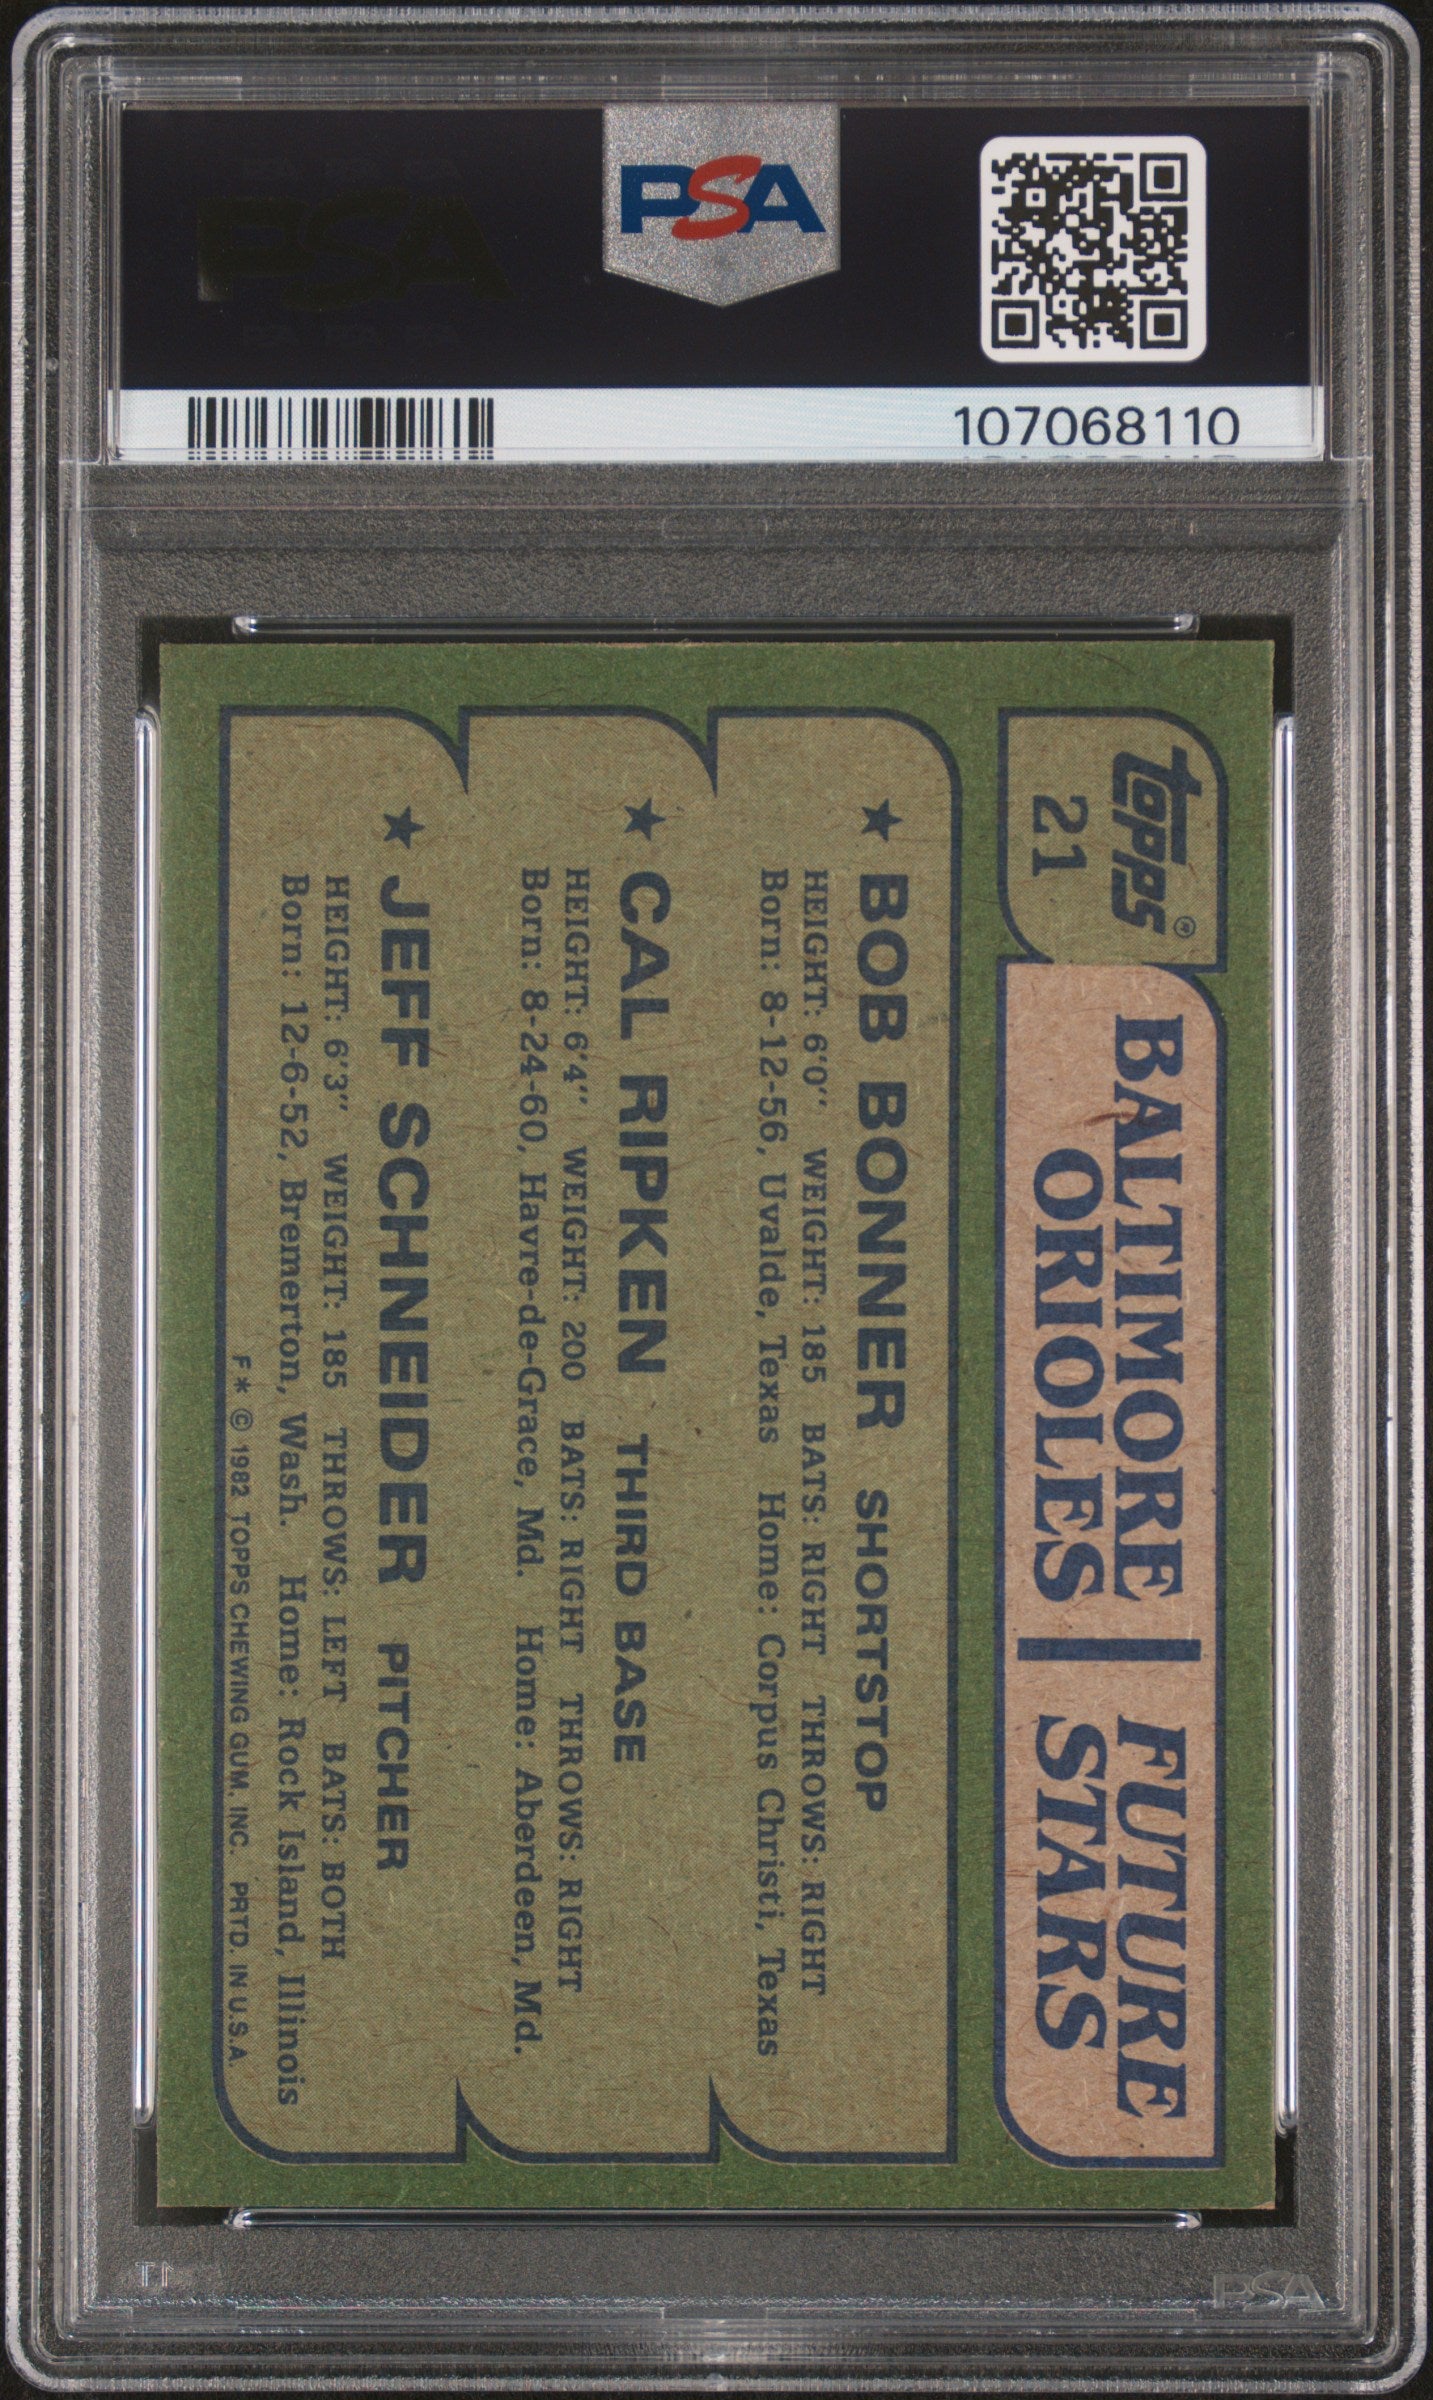 PSA
107068110
topps®
21
BALTIMORE
ORIOLES
FUTURE
STARS
★ BOB BONNER SHORTSTOP
HEIGHT: 6'0" WEIGHT: 185 BATS: RIGHT THROWS: RIGHT
Born: 8-12-56, Uvalde, Texas Home: Corpus Christi, Texas
★ CAL RIPKEN THIRD BASE
HEIGHT: 6'4" WEIGHT: 200 BATS: RIGHT THROWS: RIGHT
Born: 8-24-60, Havre-de-Grace, Md. Home: Aberdeen, Md.
★ JEFF SCHNEIDER PITCHER
HEIGHT: 6'3" WEIGHT: 185 THROWS: LEFT BATS: BOTH
Born: 12-6-52, Bremerton, Wash. Home: Rock Island, Illinois
F* © 1982 TOPPS CHEWING GUM, INC. PRTD. IN U.S.A.
PSA